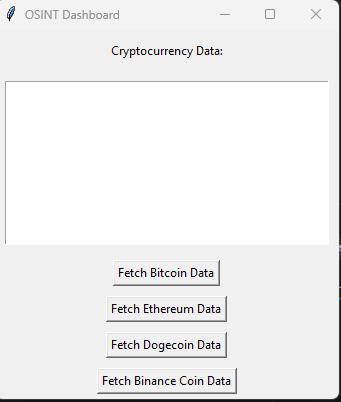 OSINT Dashboard
Cryptocurrency Data:
Fetch Bitcoin Data
Fetch Ethereum Data
Fetch Dogecoin Data
Fetch Binance Coin Data